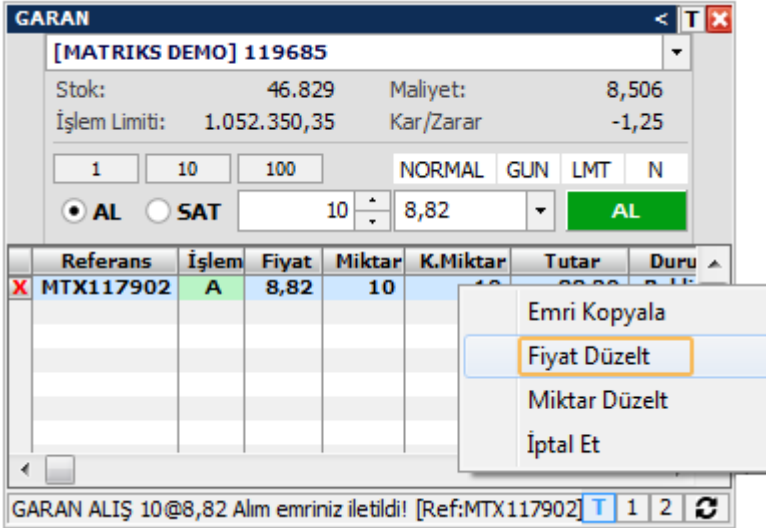 GARAN < T X
[MATRIKS DEMO] 119685
Stok: 46.829 Maliyet: 8,506
İşlem Limiti: 1.052.350,35 Kar/Zarar -1,25
1 10 100 NORMAL GUN LMT N
AL SAT 10 8,82 AL
Referans İşlem Fiyat Miktar K.Miktar Tutar Duru
X MTX117902 A 8,82 10
Emri Kopyala
Fiyat Düzelt
Miktar Düzelt
İptal Et
GARAN ALIŞ 10@8,82 Alım emriniz iletildi! [Ref:MTX117902] T 1 2